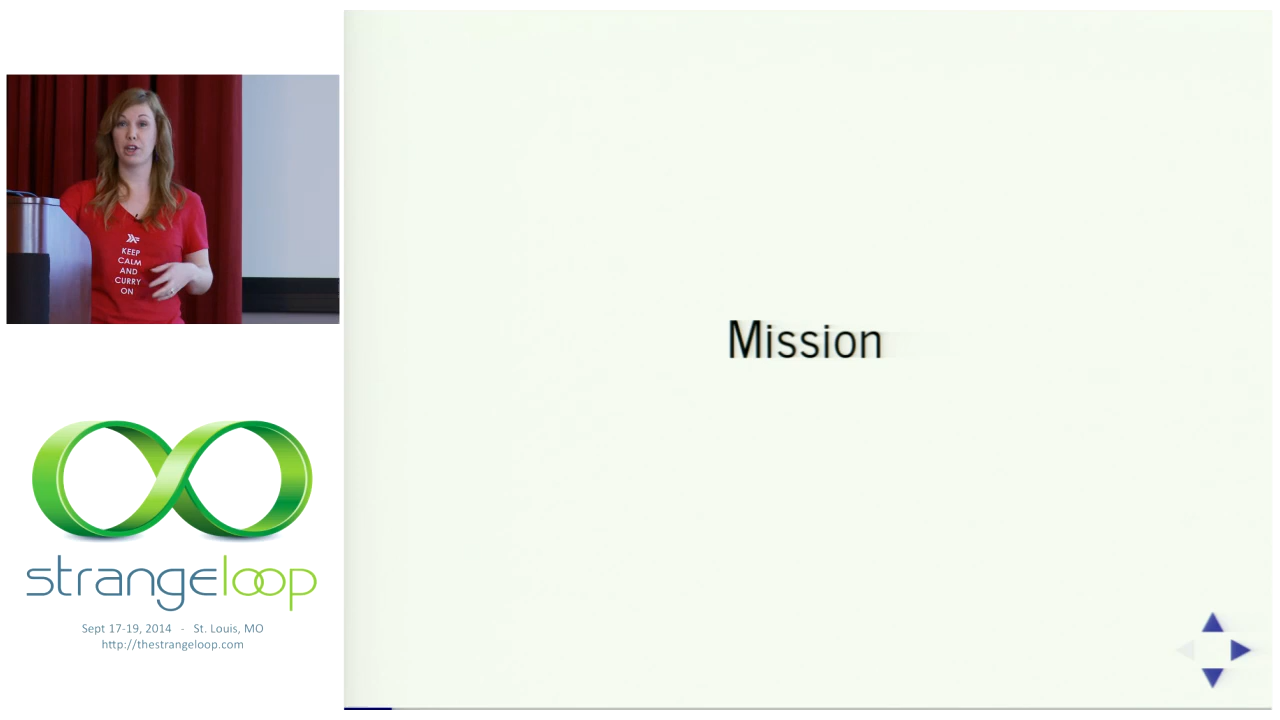 KEEP
CALM
AND
CURRY
ON
Mission
strangeloop
Sept 17-19, 2014 - St. Louis, MO
http://thestrangeloop.com